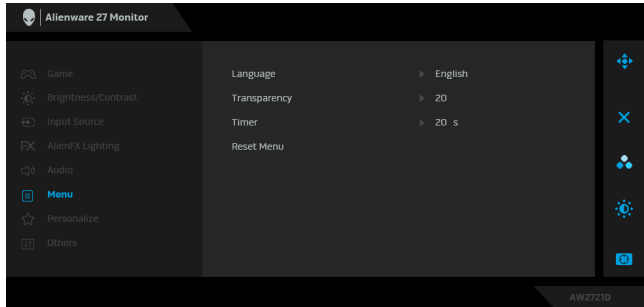 Alienware 27 Monitor
Game
Brightness/Contrast
Input Source
AlienFX Lighting
Audio
Menu
Personalize
Others
Language English
Transparency 20
Timer 20 s
Reset Menu
AW2721D